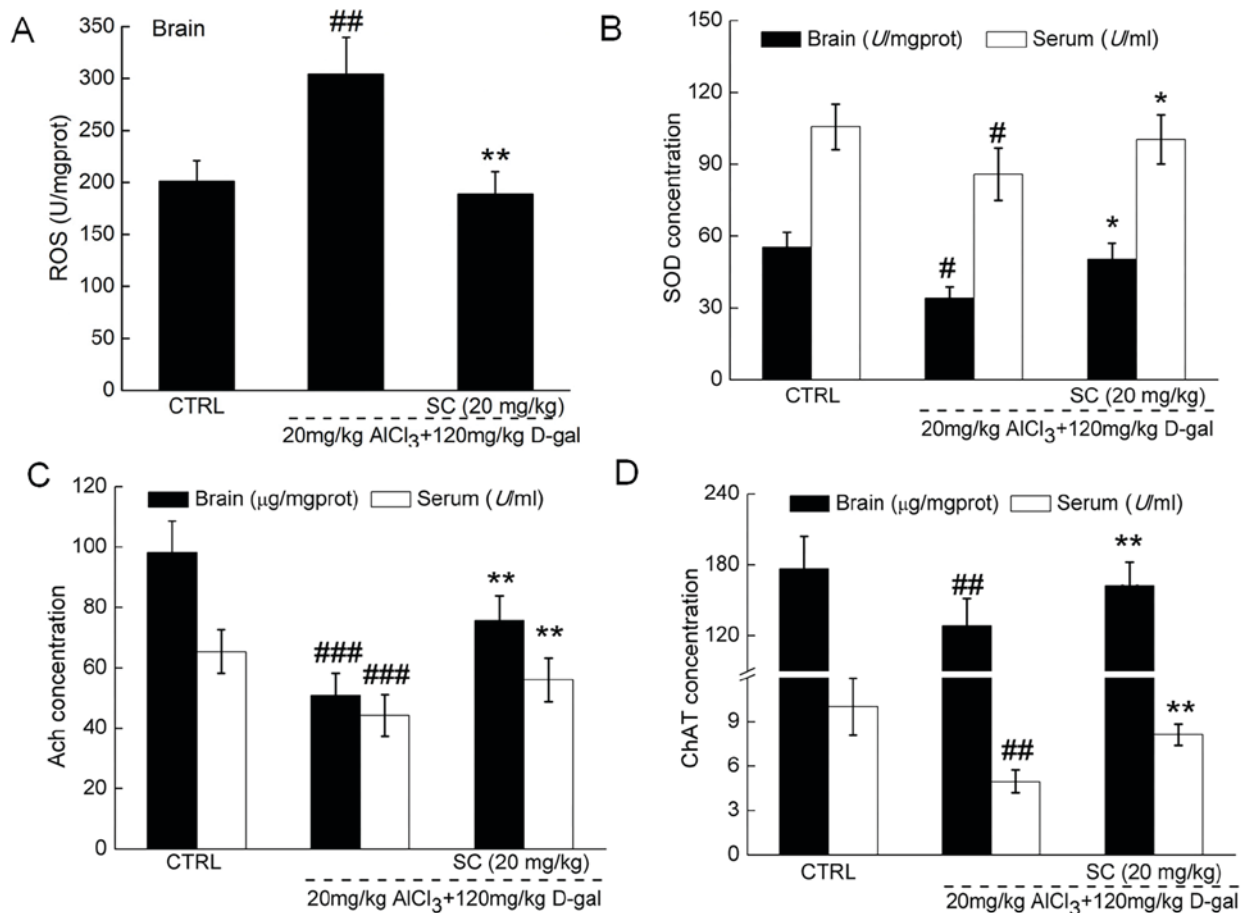 A
Brain
##
**
350
300
250
200
150
100
50
0
ROS (U/mgprot)
CTRL
SC (20 mg/kg)
20mg/kg AlCl3+120mg/kg D-gal
B
Brain (U/mgprot) Serum (U/ml)
150
120
90
60
30
0
SOD concentration
#
#
*
*
CTRL
SC (20 mg/kg)
20mg/kg AlCl3+120mg/kg D-gal
C
Brain (μg/mgprot) Serum (U/ml)
120
100
80
60
40
20
0
Ach concentration
###
###
**
**
CTRL
SC (20 mg/kg)
20mg/kg AlCl3+120mg/kg D-gal
D
Brain (μg/mgprot) Serum (U/ml)
240
180
120
9
6
3
0
ChAT concentration
##
##
**
**
CTRL
SC (20 mg/kg)
20mg/kg AlCl3+120mg/kg D-gal